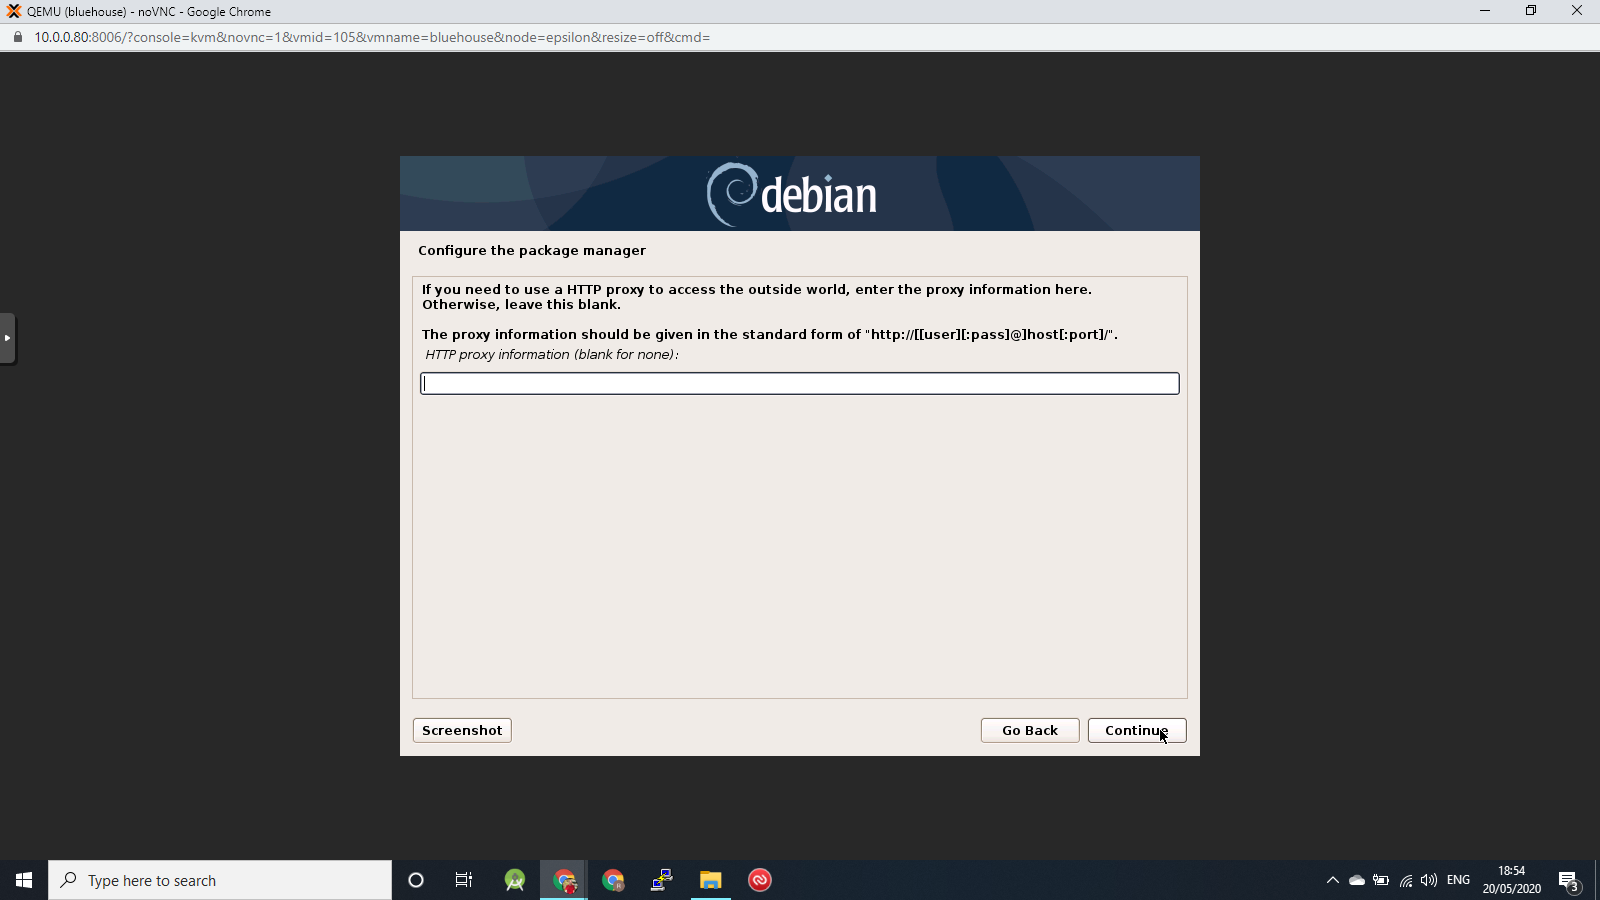 QEMU (bluehouse) - noVNC - Google Chrome
10.0.0.80:8006/?console=kvm&novnc=1&vmid=105&vmname=bluehouse&node=epsilon&resize=off&cmd=
debian
Configure the package manager
If you need to use a HTTP proxy to access the outside world, enter the proxy information here.
Otherwise, leave this blank.
The proxy information should be given in the standard form of "http://[[user][:pass]@]host[:port]/".
HTTP proxy information (blank for none):
Screenshot
Go Back
Continue
Type here to search
ENG
18:54
20/05/2020
3